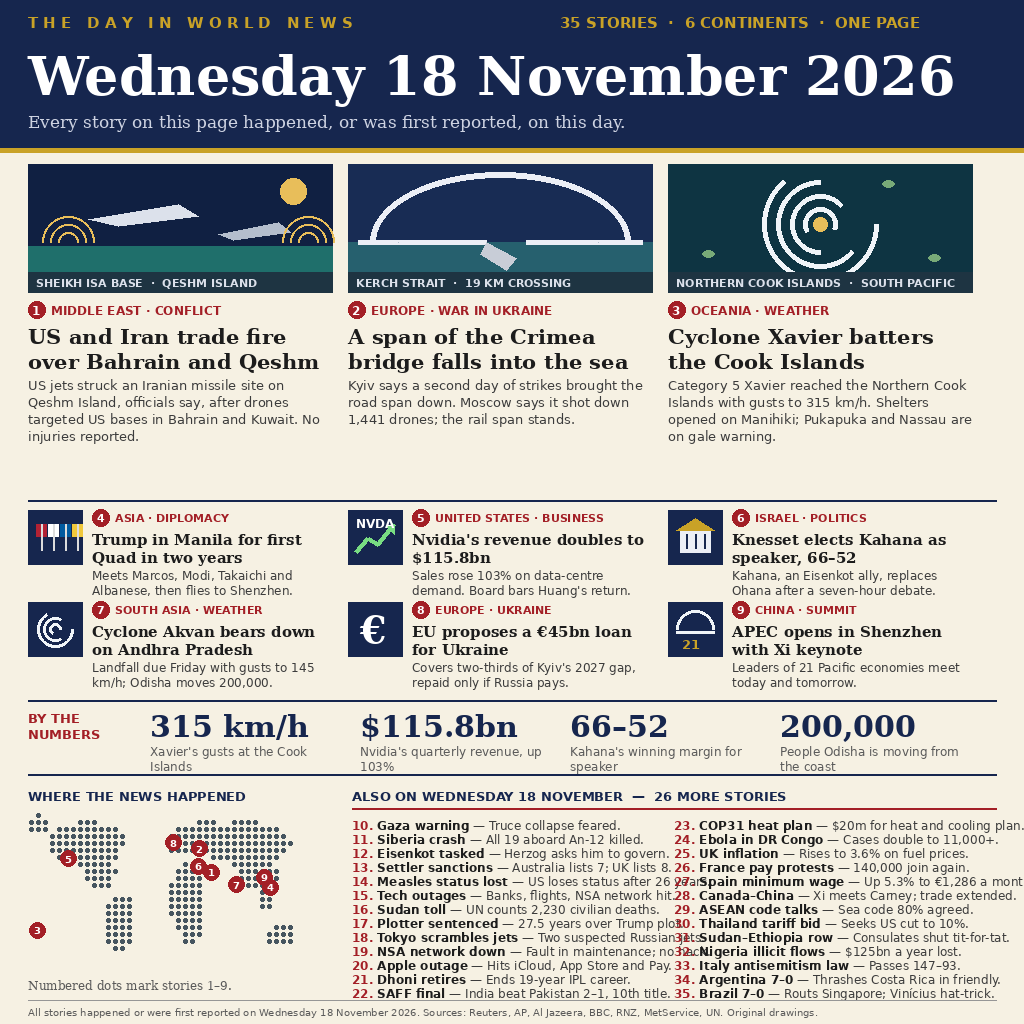 THE DAY IN WORLD NEWS
35 STORIES · 6 CONTINENTS · ONE PAGE
Wednesday 18 November 2026
Every story on this page happened, or was first reported, on this day.
SHEIKH ISA BASE · QESHM ISLAND
1 MIDDLE EAST · CONFLICT
US and Iran trade fire
over Bahrain and Qeshm
US jets struck an Iranian missile site on
Qeshm Island, officials say, after drones
targeted US bases in Bahrain and Kuwait. No
injuries reported.
KERCH STRAIT · 19 KM CROSSING
2 EUROPE · WAR IN UKRAINE
A span of the Crimea
bridge falls into the sea
Kyiv says a second day of strikes brought the
road span down. Moscow says it shot down
1,441 drones; the rail span stands.
NORTHERN COOK ISLANDS · SOUTH PACIFIC
3 OCEANIA · WEATHER
Cyclone Xavier batters
the Cook Islands
Category 5 Xavier reached the Northern Cook
Islands with gusts to 315 km/h. Shelters
opened on Manihiki; Pukapuka and Nassau are
on gale warning.
4 ASIA · DIPLOMACY
Trump in Manila for first
Quad in two years
Meets Marcos, Modi, Takaichi and
Albanese, then flies to Shenzhen.
NVDA
5 UNITED STATES · BUSINESS
Nvidia's revenue doubles to
$115.8bn
Sales rose 103% on data-centre
demand. Board bars Huang's return.
6 ISRAEL · POLITICS
Knesset elects Kahana as
speaker, 66–52
Kahana, an Eisenkot ally, replaces
Ohana after a seven-hour debate.
7 SOUTH ASIA · WEATHER
Cyclone Akvan bears down
on Andhra Pradesh
Landfall due Friday with gusts to 145
km/h; Odisha moves 200,000.
€
8 EUROPE · UKRAINE
EU proposes a €45bn loan
for Ukraine
Covers two-thirds of Kyiv's 2027 gap,
repaid only if Russia pays.
21
9 CHINA · SUMMIT
APEC opens in Shenzhen
with Xi keynote
Leaders of 21 Pacific economies meet
today and tomorrow.
BY THE
NUMBERS
315 km/h
Xavier's gusts at the Cook
Islands
$115.8bn
Nvidia's quarterly revenue, up
103%
66–52
Kahana's winning margin for
speaker
200,000
People Odisha is moving from
the coast
WHERE THE NEWS HAPPENED
8
2
5
6
1
7
9
4
3
Numbered dots mark stories 1–9.
ALSO ON WEDNESDAY 18 NOVEMBER — 26 MORE STORIES
10. Gaza warning — Truce collapse feared.
11. Siberia crash — All 19 aboard An-12 killed.
12. Eisenkot tasked — Herzog asks him to govern.
13. Settler sanctions — Australia lists 7; UK lists 8.
14. Measles status lost — US loses status after 26 years.
15. Tech outages — Banks, flights, NSA network hit.
16. Sudan toll — UN counts 2,230 civilian deaths.
17. Plotter sentenced — 27.5 years over Trump plot.
18. Tokyo scrambles jets — Two suspected Russian jets.
19. NSA network down — Fault in maintenance; no hack.
20. Apple outage — Hits iCloud, App Store and Pay.
21. Dhoni retires — Ends 19-year IPL career.
22. SAFF final — India beat Pakistan 2–1, 10th title.
23. COP31 heat plan — $20m for heat and cooling plan.
24. Ebola in DR Congo — Cases double to 11,000+.
25. UK inflation — Rises to 3.6% on fuel prices.
26. France pay protests — 140,000 join again.
27. Spain minimum wage — Up 5.3% to €1,286 a mont
28. Canada–China — Xi meets Carney; trade extended.
29. ASEAN code talks — Sea code 80% agreed.
30. Thailand tariff bid — Seeks US cut to 10%.
31. Sudan–Ethiopia row — Consulates shut tit-for-tat.
32. Nigeria illicit flows — $125bn a year lost.
33. Italy antisemitism law — Passes 147–93.
34. Argentina 7–0 — Thrashes Costa Rica in friendly.
35. Brazil 7–0 — Routs Singapore; Vinícius hat-trick.
All stories happened or were first reported on Wednesday 18 November 2026. Sources: Reuters, AP, Al Jazeera, BBC, RNZ, MetService, UN. Original drawings.